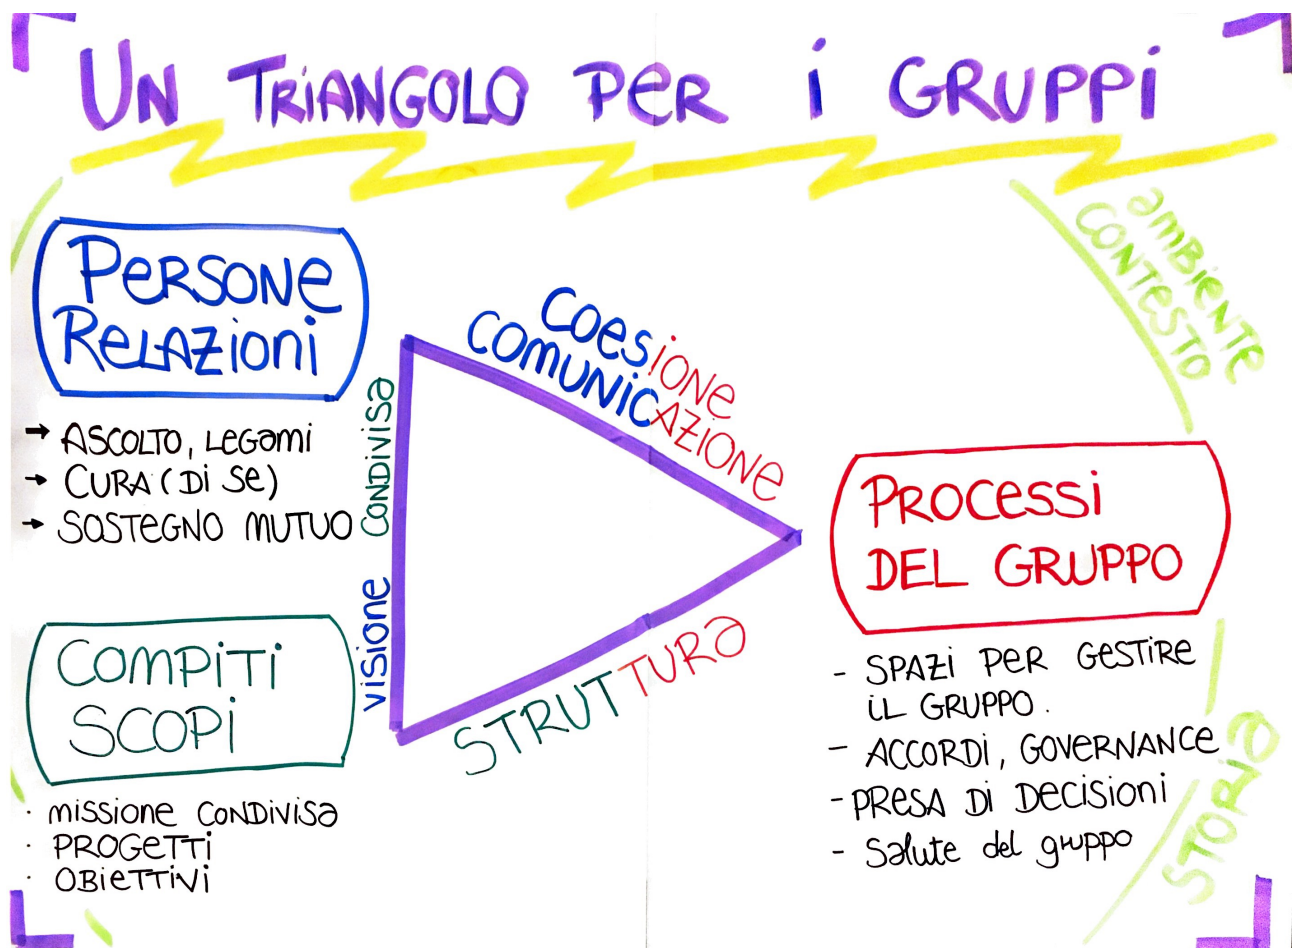 UN TRiANGOLO PeR i GRUPPi
PeRSONe
ReLAZioni
→ ASCOLTO, LeGami
→ CURA (Di Se)
→ SOSTeGNO MUTUO
COMPiTi
SCOPi
· missione CONDiVisa
· PROGeTTi
· OBieTTiVi
visione CONDiVisa
COesiONe
COMUNICAZIONe
STRUTTURa
PROCessi
DEL GRUPPO
- SPAZi PeR GeSTiRe
iL GRUPPO.
- ACCORDi, GOVeRNANCe
- PResa Di DeCisiONi
- Salute del gruppo
amBieNTe
CONTeSTO
STORia